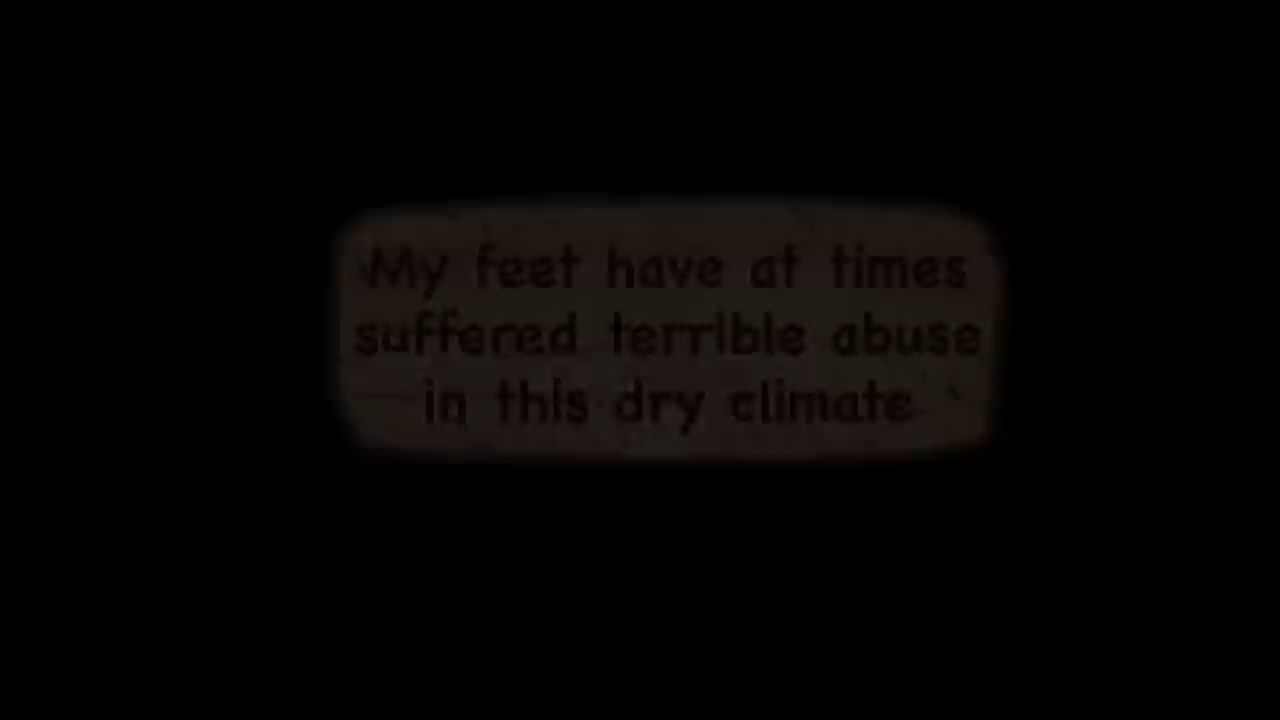 My feet have at times
suffered terrible abuse
in this dry climate